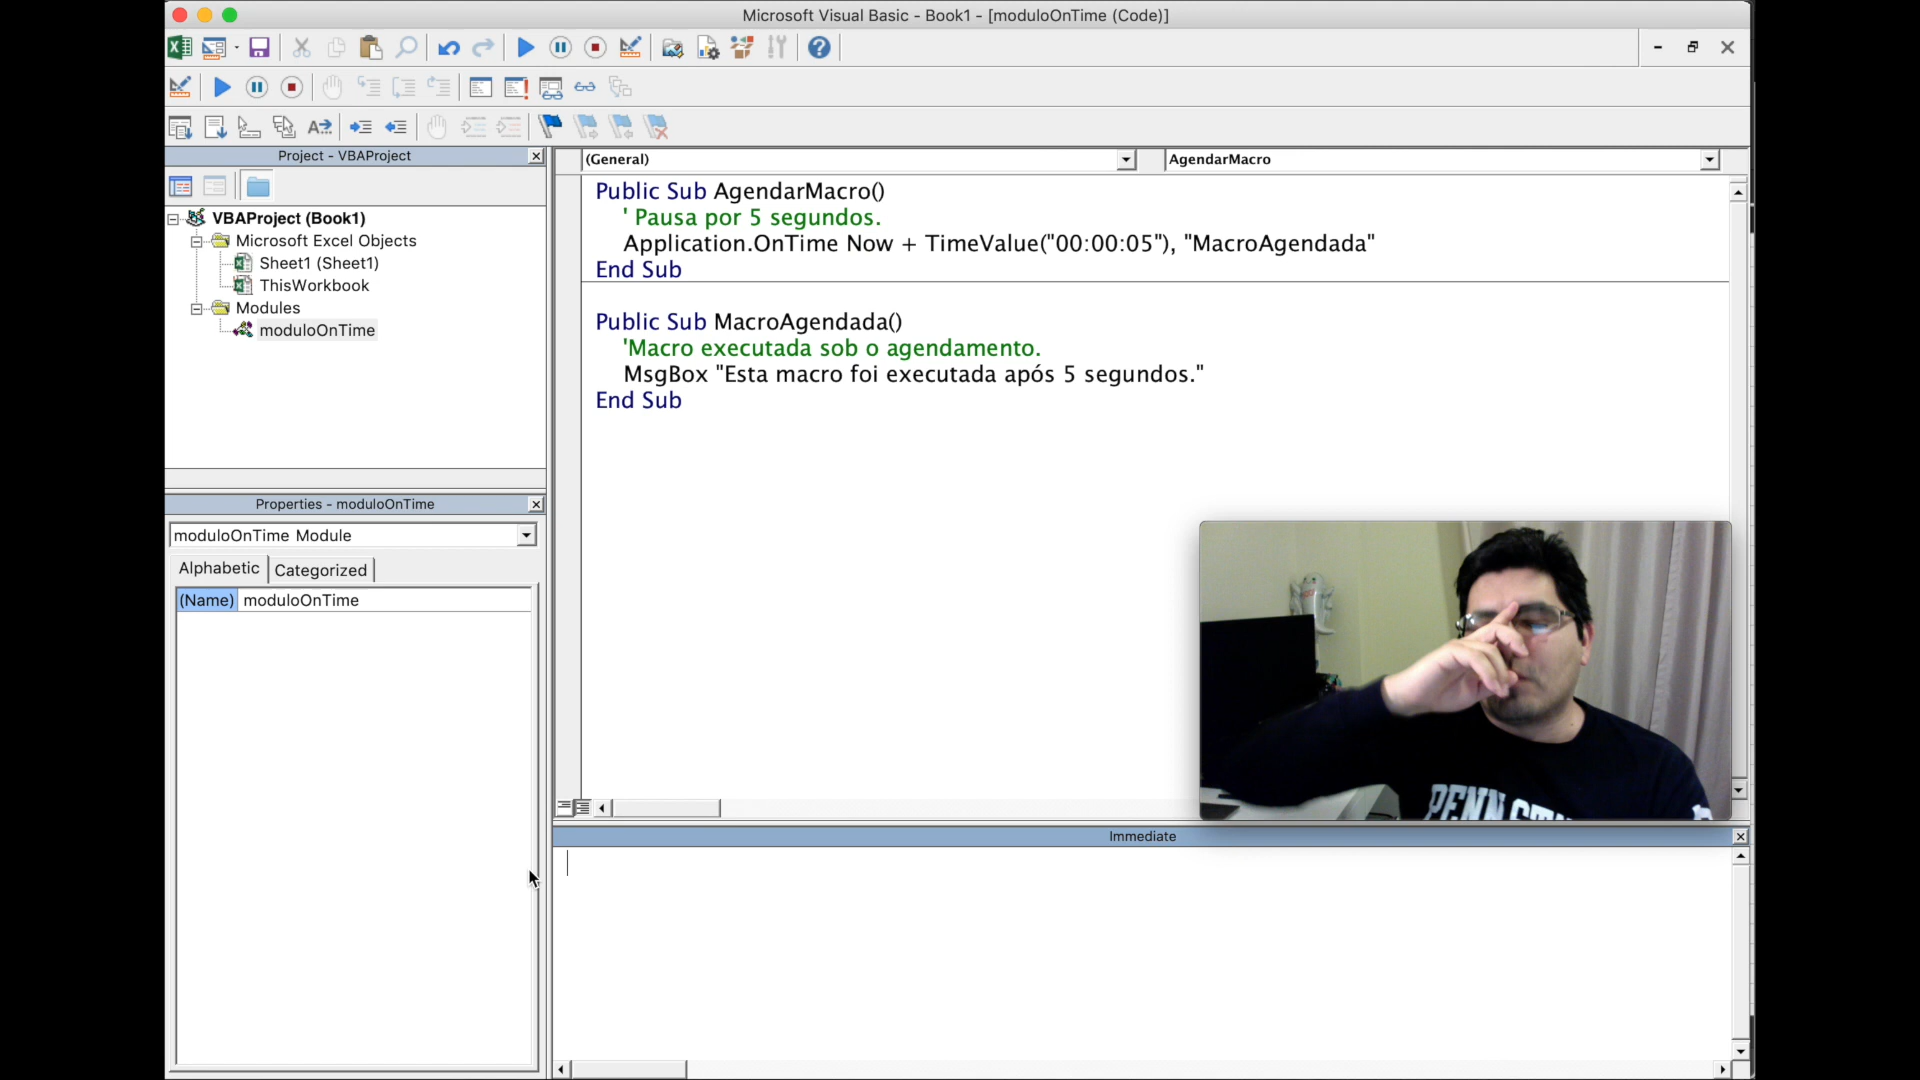 Microsoft Visual Basic - Book1 - [moduloOnTime (Code)]
Project - VBAProject
VBAProject (Book1)
Microsoft Excel Objects
Sheet1 (Sheet1)
ThisWorkbook
Modules
moduloOnTime
Properties - moduloOnTime
moduloOnTime Module
Alphabetic
Categorized
(Name) moduloOnTime
(General)
AgendarMacro
Public Sub AgendarMacro()
' Pausa por 5 segundos.
Application.OnTime Now + TimeValue("00:00:05"), "MacroAgendada"
End Sub
Public Sub MacroAgendada()
'Macro executada sob o agendamento.
MsgBox "Esta macro foi executada após 5 segundos."
End Sub
PENN
Immediate